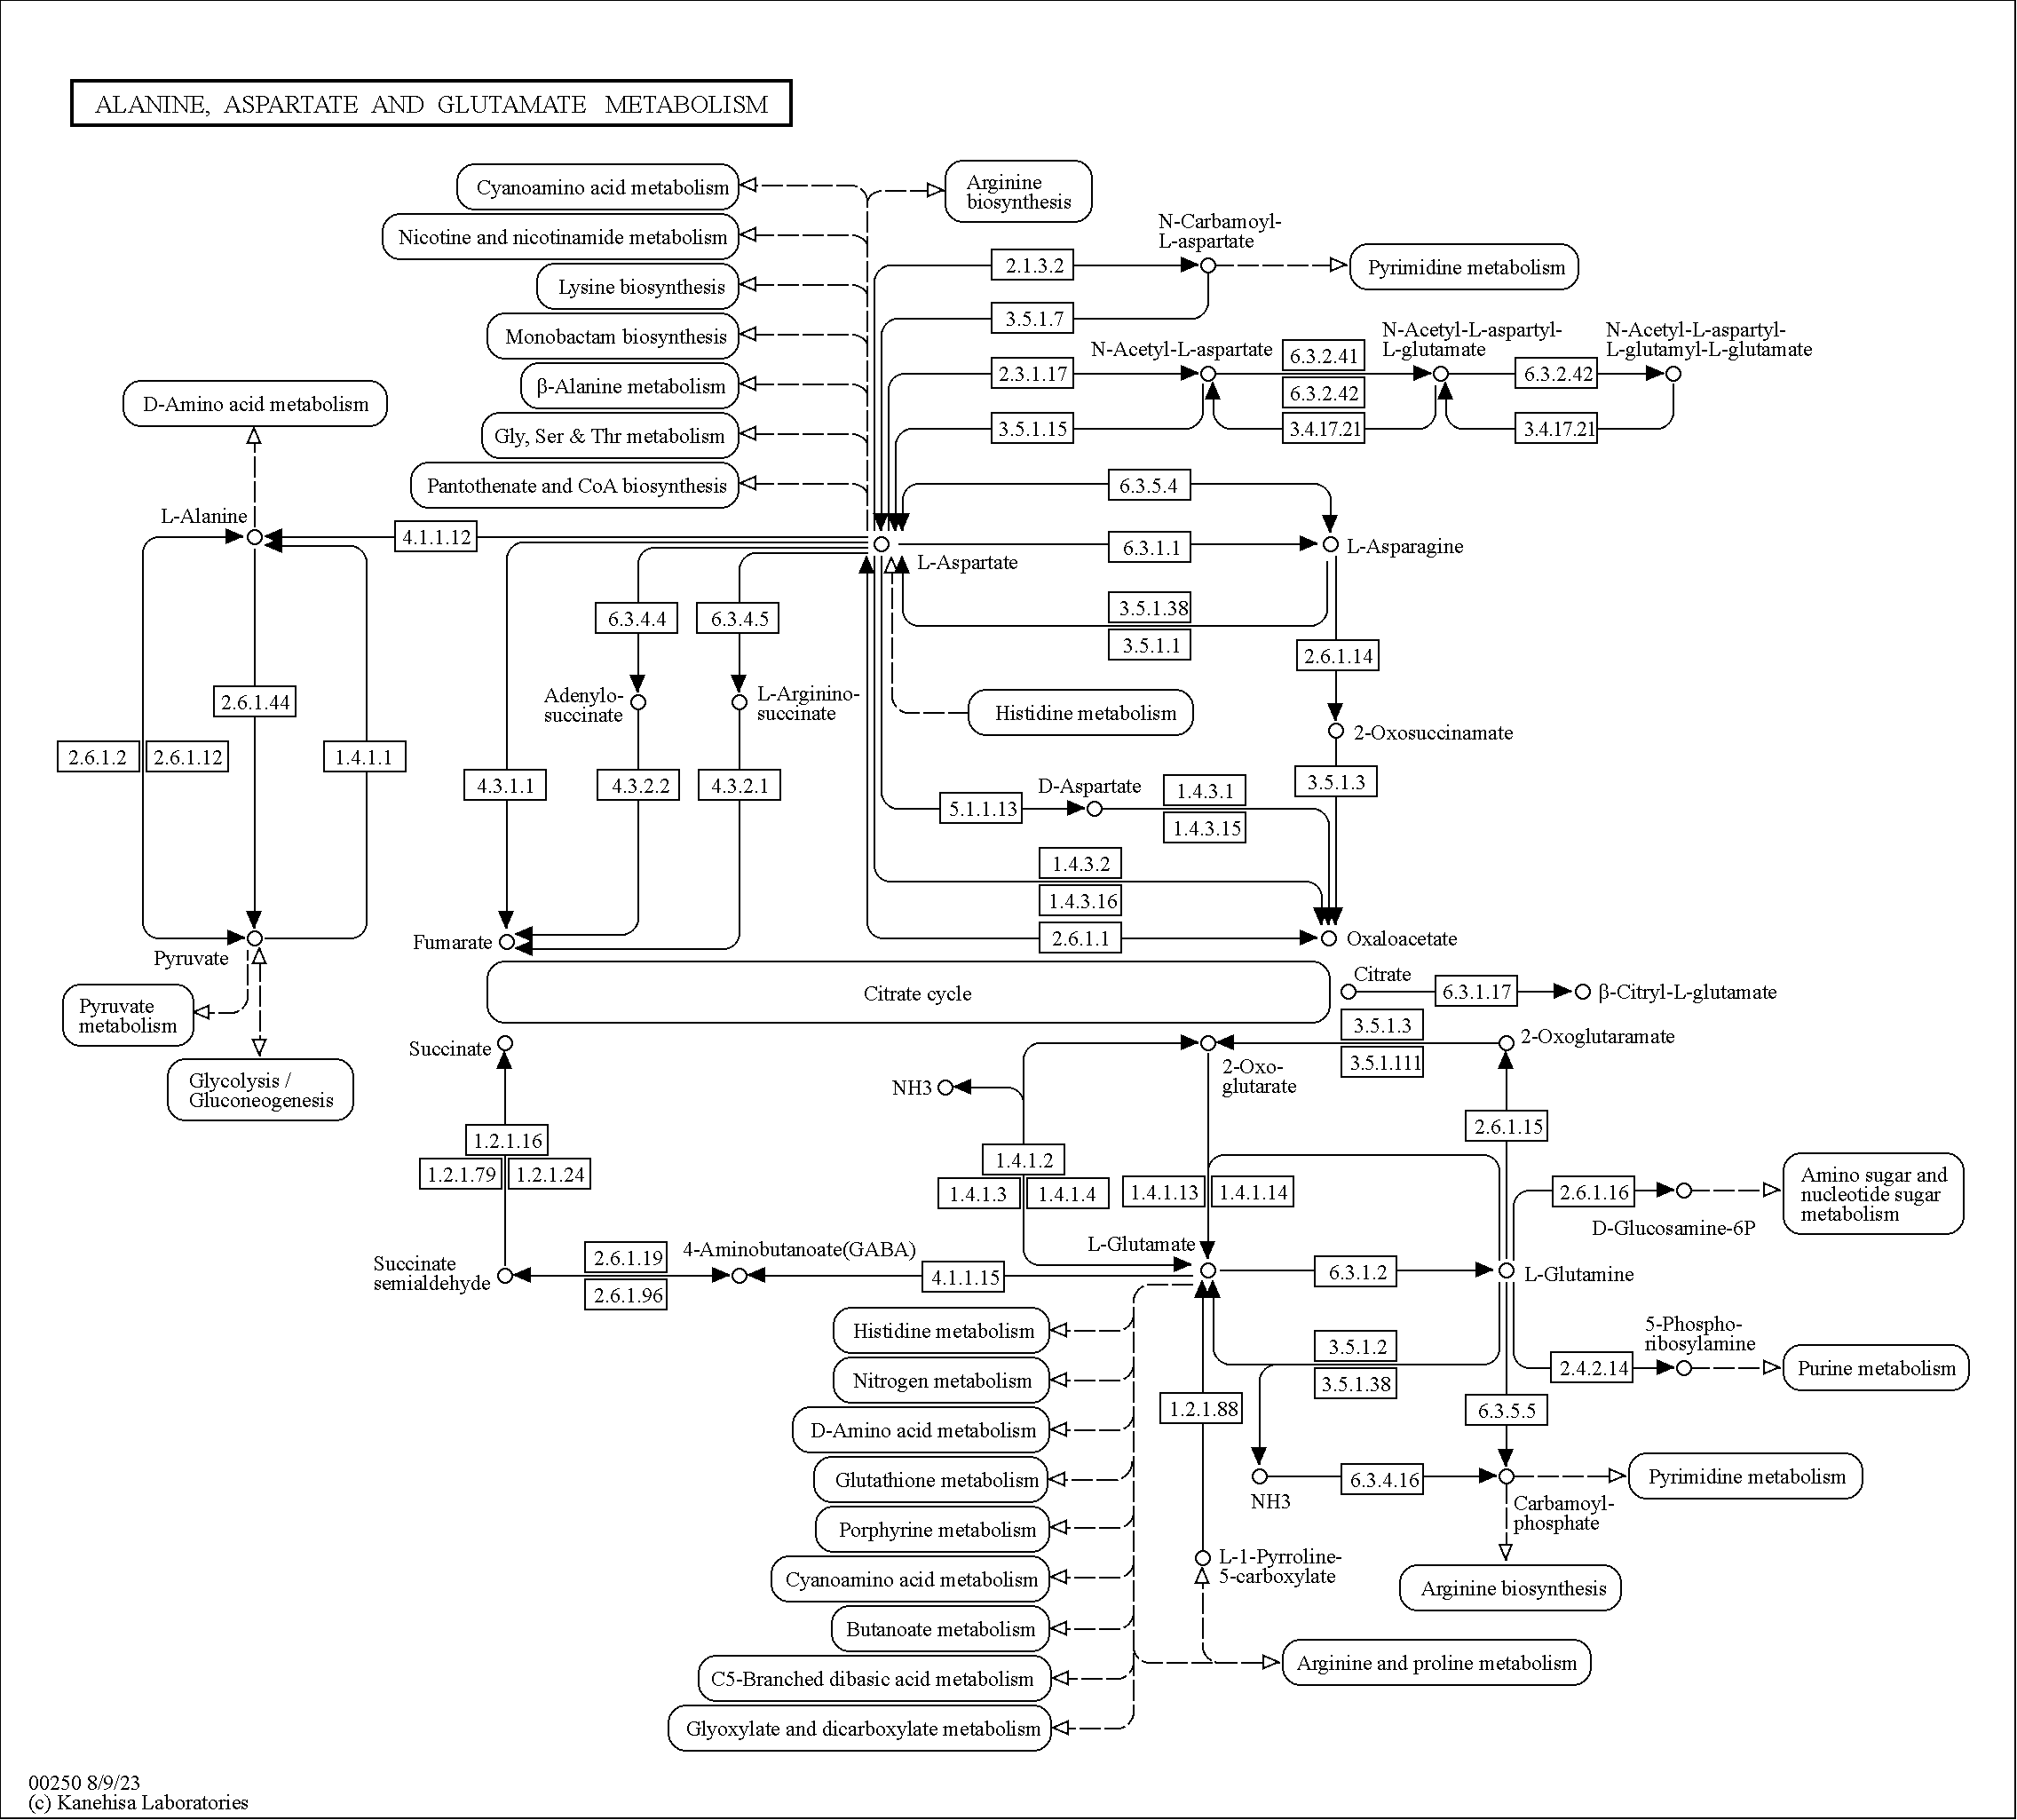 ALANINE, ASPARTATE AND GLUTAMATE METABOLISM
Cyanoamino acid metabolism
Arginine
biosynthesis
Nicotine and nicotinamide metabolism
N-Carbamoyl-
L-aspartate
Lysine biosynthesis
2.1.3.2
Pyrimidine metabolism
Monobactam biosynthesis
3.5.1.7
β-Alanine metabolism
N-Acetyl-L-aspartate
2.3.1.17
6.3.2.41
6.3.2.42
N-Acetyl-L-aspartyl-
L-glutamate
6.3.2.42
N-Acetyl-L-aspartyl-
L-glutamyl-L-glutamate
D-Amino acid metabolism
Gly, Ser & Thr metabolism
3.5.1.15
3.4.17.21
3.4.17.21
Pantothenate and CoA biosynthesis
6.3.5.4
L-Alanine
4.1.1.12
L-Aspartate
6.3.1.1
L-Asparagine
6.3.4.4
6.3.4.5
3.5.1.38
3.5.1.1
2.6.1.14
2.6.1.44
Adenylo-
succinate
L-Arginino-
succinate
Histidine metabolism
2-Oxosuccinamate
2.6.1.2
2.6.1.12
1.4.1.1
4.3.1.1
4.3.2.2
4.3.2.1
D-Aspartate
5.1.1.13
1.4.3.1
1.4.3.15
3.5.1.3
1.4.3.2
1.4.3.16
2.6.1.1
Pyruvate
Fumarate
Oxaloacetate
Citrate cycle
Citrate
6.3.1.17
β-Citryl-L-glutamate
Pyruvate
metabolism
Glycolysis /
Gluconeogenesis
Succinate
NH3
2-Oxo-
glutarate
3.5.1.3
3.5.1.111
2-Oxoglutaramate
1.2.1.16
1.2.1.79
1.2.1.24
1.4.1.2
1.4.1.3
1.4.1.4
1.4.1.13
1.4.1.14
2.6.1.15
2.6.1.16
D-Glucosamine-6P
Amino sugar and
nucleotide sugar
metabolism
Succinate
semialdehyde
2.6.1.19
2.6.1.96
4-Aminobutanoate(GABA)
4.1.1.15
L-Glutamate
6.3.1.2
L-Glutamine
Histidine metabolism
3.5.1.2
3.5.1.38
5-Phospho-
ribosylamine
2.4.2.14
Purine metabolism
Nitrogen metabolism
1.2.1.88
6.3.5.5
D-Amino acid metabolism
Glutathione metabolism
NH3
6.3.4.16
Carbamoyl-
phosphate
Pyrimidine metabolism
Porphyrine metabolism
L-1-Pyrroline-
5-carboxylate
Cyanoamino acid metabolism
Arginine biosynthesis
Butanoate metabolism
Arginine and proline metabolism
C5-Branched dibasic acid metabolism
Glyoxylate and dicarboxylate metabolism
00250 8/9/23
(c) Kanehisa Laboratories